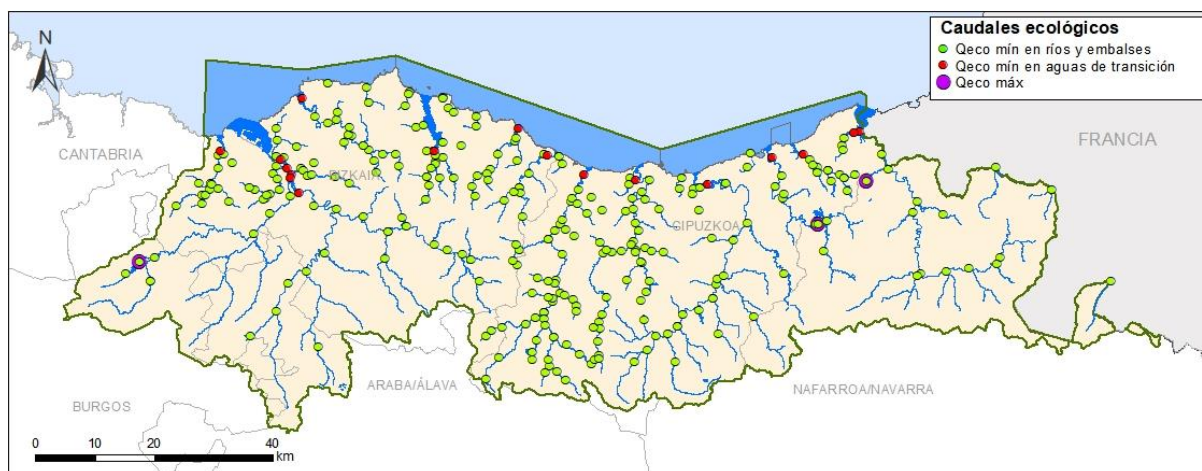 Caudales ecológicos
Qeco mín en ríos y embalses
Qeco mín en aguas de transición
Qeco máx
N
FRANCIA
CANTABRIA
BIZKAIA
GIPUZKOA
ARABA/ÁLAVA
NAFARROA/NAVARRA
BURGOS
0 10 20 40
km